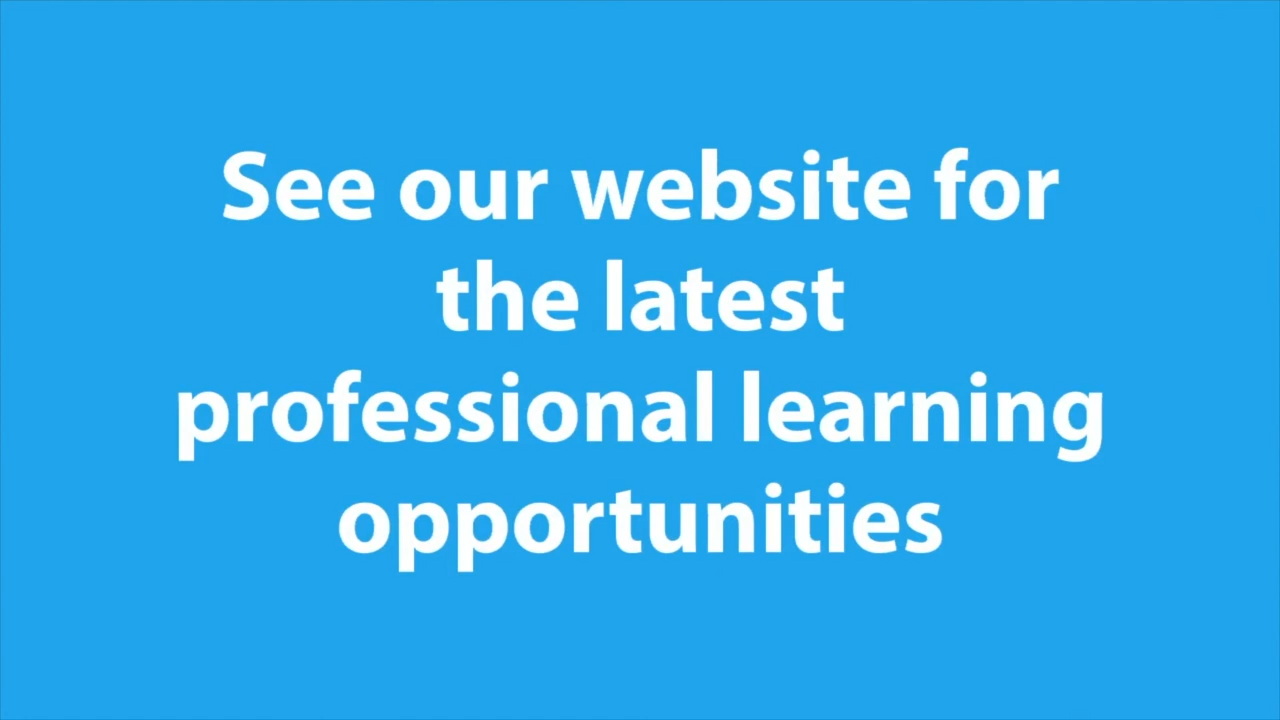 See our website for
the latest
professional learning
opportunities